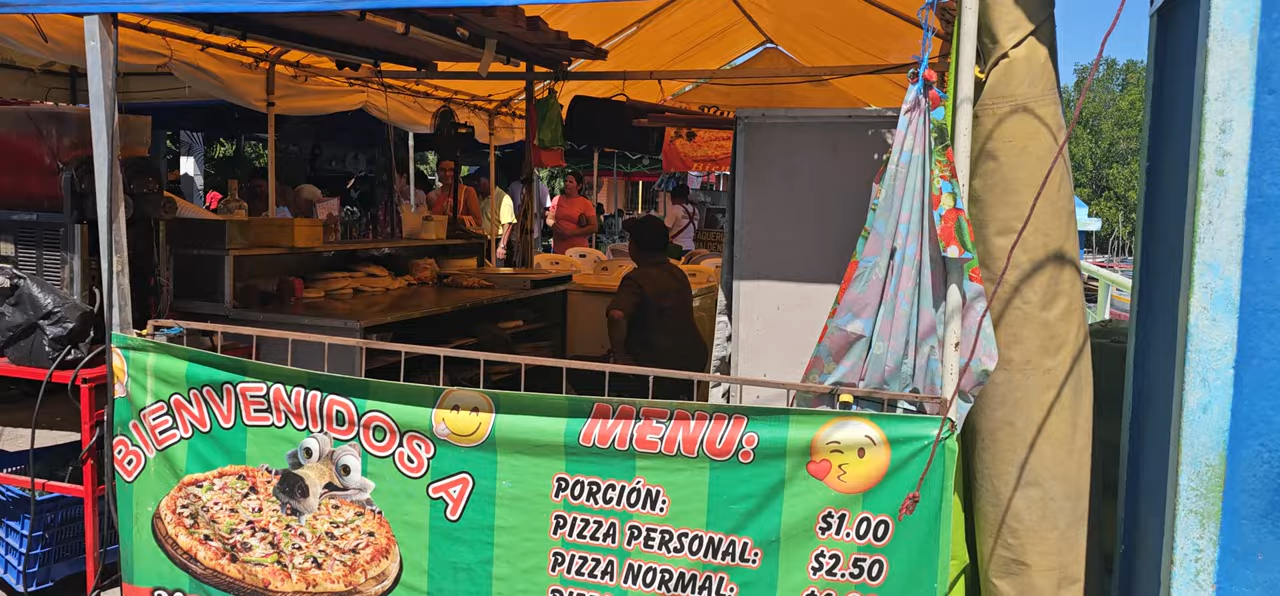 BIENVENIDOS A
MENU:
PORCIÓN: $1.00
PIZZA PERSONAL: $2.50
PIZZA NORMAL: